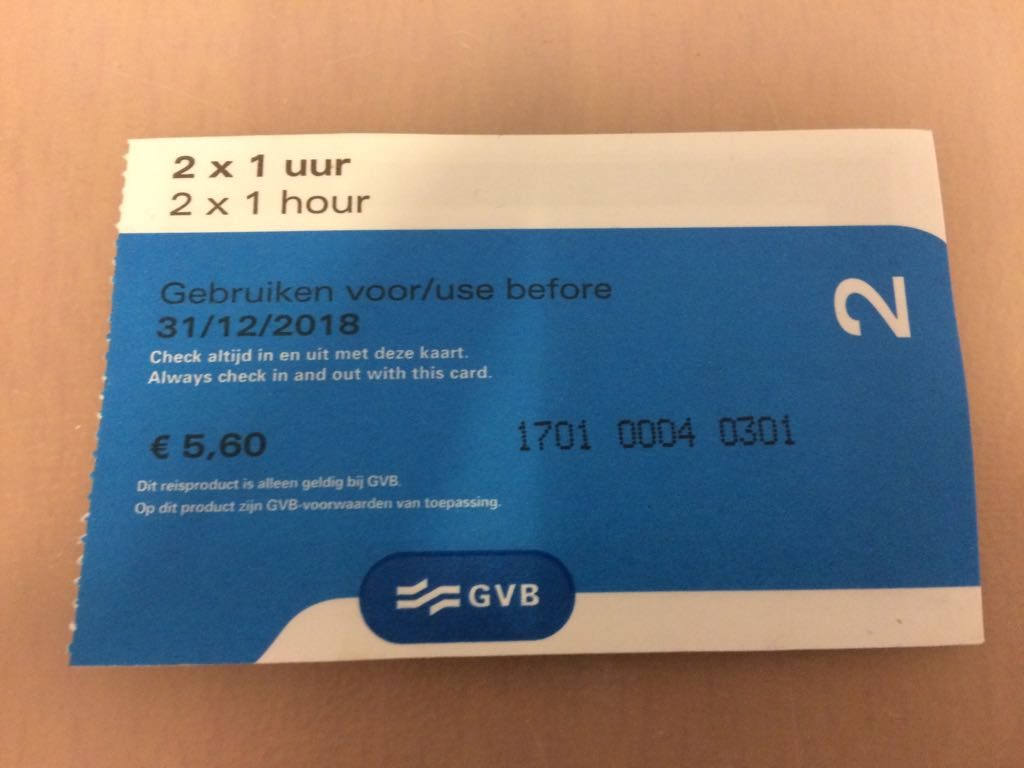 2 x 1 uur
2 x 1 hour
2
Gebruiken voor/use before
31/12/2018
Check altijd in en uit met deze kaart.
Always check in and out with this card.
€ 5,60
1701 0004 0301
Dit reisproduct is alleen geldig bij GVB.
Op dit product zijn GVB-voorwaarden van toepassing.
GVB